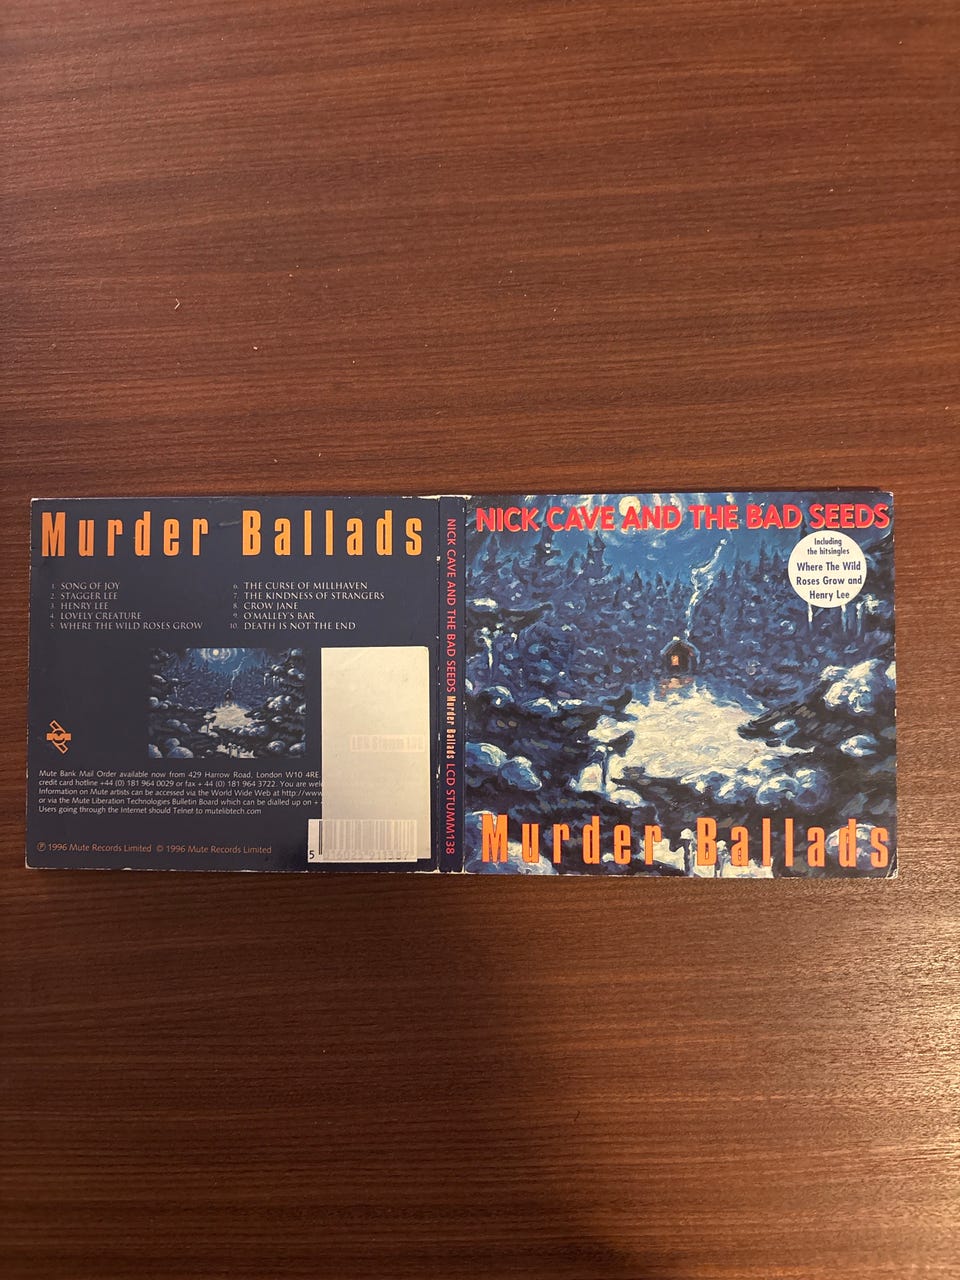 Murder Ballads
1. SONG OF JOY
2. STAGGER LEE
3. HENRY LEE
4. LOVELY CREATURE
5. WHERE THE WILD ROSES GROW
6. THE CURSE OF MILLHAVEN
7. THE KINDNESS OF STRANGERS
8. CROW JANE
9. O'MALLEY'S BAR
10. DEATH IS NOT THE END
Mute Bank Mail Order available now from 429 Harrow Road, London W10 4RE
credit card hotline +44 (0) 181 964 0029 or fax + 44 (0) 181 964 3722. You are
Information on Mute artists can be accessed via the World Wide Web at http://www
or via the Mute Liberation Technologies Bulletin Board which can be dialled up on +
Users going through the Internet should Telnet to mutelibtech.com
℗ 1996 Mute Records Limited © 1996 Mute Records Limited
5
NICK CAVE AND THE BAD SEEDS Murder Ballads LCD STUMM138
NICK CAVE AND THE BAD SEEDS
Including
the hitsingles
Where The Wild
Roses Grow and
Henry Lee
Murder Ballads